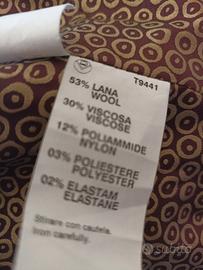 T9441
53% LANA
WOOL
30% VISCOSA
VISCOSE
12% POLIAMMIDE
NYLON
03% POLIESTERE
POLYESTER
02% ELASTAM
ELASTANE
Stirare con cautela.
Iron carefully.
subito